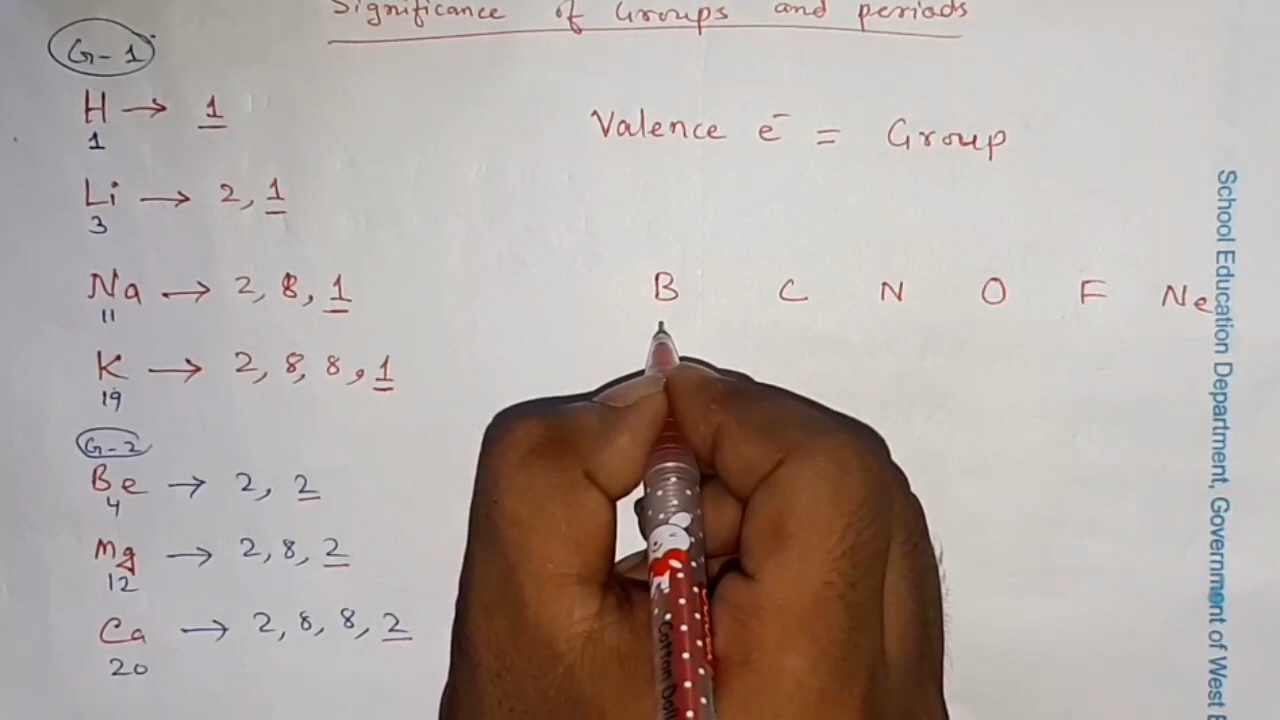 Significance of Groups and periods
G-1
H → 1
1
Li → 2, 1
3
Na → 2, 8, 1
11
K → 2, 8, 8, 1
19
G-2
Be → 2, 2
4
Mg → 2, 8, 2
12
Ca → 2, 8, 8, 2
20
Valence e⁻ = Group
B C N O F Ne
Cotton Doll
School Education Department, Government of West B